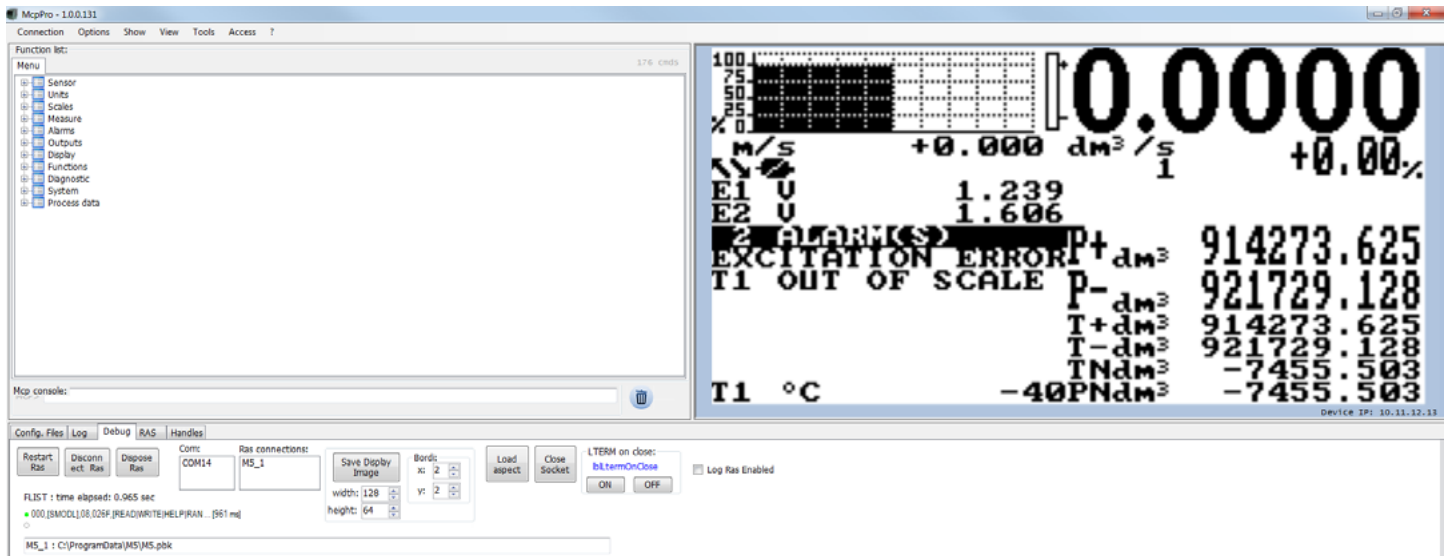 McpPro - 1.0.0.131
Connection Options Show View Tools Access ?
Function list:
Menu
176 cmds
Sensor
Units
Scales
Measure
Alarms
Outputs
Display
Functions
Diagnostic
System
Process data
Mcp console:
100
75
50
25
% 0
+
-
0.0000
m/s +0.000 dm³/s
1
+0.00%
E1 V 1.239
E2 V 1.606
2 ALARM(S)
EXCITATION ERROR
T1 OUT OF SCALE
P+dm³ 914273.625
P-dm³ 921729.128
T+dm³ 914273.625
T-dm³ 921729.128
TNdm³ -7455.503
T1 °C -40
PNdm³ -7455.503
Device IP: 10.11.12.13
Config. Files Log Debug RAS Handles
Restart Ras
Disconnect Ras
Dispose Ras
Com:
COM14
Ras connections:
M5_1
Save Display Image
width: 128
height: 64
Bordi:
x: 2
y: 2
Load aspect
Close Socket
LTERM on close:
lblLtermOnClose
ON OFF
Log Ras Enabled
FLIST : time elapsed: 0.965 sec
000,[SMODL],08,026F,[READ|WRITE|HELP|RAN... [961 ms]
M5_1 : C:\ProgramData\M5\M5.pbk